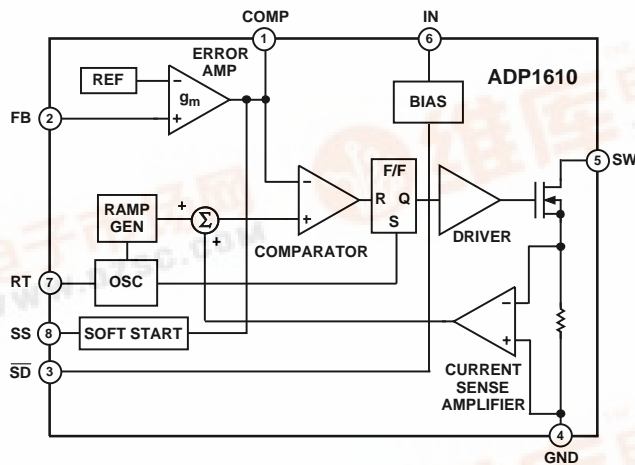 COMP
IN
1
6
ERROR
AMP
ADP1610
REF
gm
BIAS
FB
2
5
SW
F/F
R Q
S
RAMP
GEN
Σ
COMPARATOR
DRIVER
RT
7
OSC
SS
8
SOFT START
SD
3
CURRENT
SENSE
AMPLIFIER
4
GND